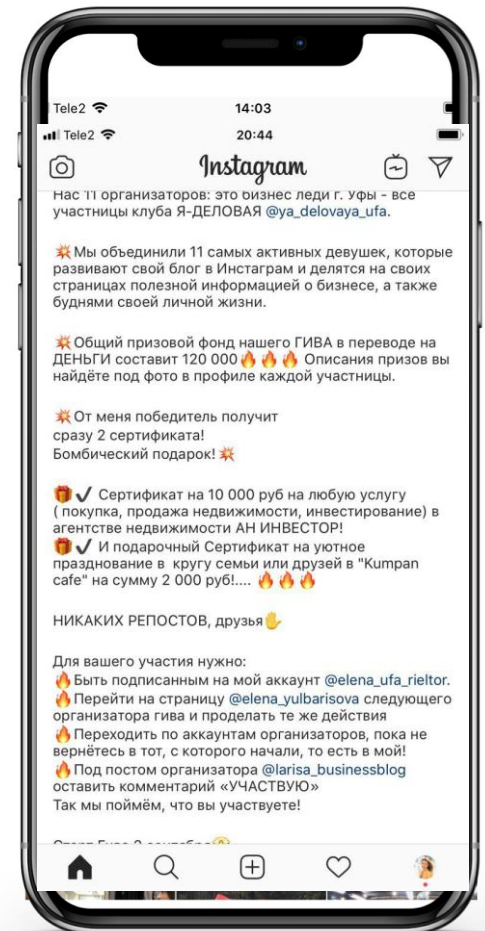 Tele2 14:03
Tele2 20:44
Instagram
Нас 11 организаторов: это бизнес леди г. Уфы - все
участницы клуба Я-ДЕЛОВАЯ @ya_delovaya_ufa.
💥Мы объединили 11 самых активных девушек, которые
развивают свой блог в Инстаграм и делятся на своих
страницах полезной информацией о бизнесе, а также
буднями своей личной жизни.
💥Общий призовой фонд нашего ГИВА в переводе на
ДЕНЬГИ составит 120 000🔥🔥🔥 Описания призов вы
найдёте под фото в профиле каждой участницы.
💥От меня победитель получит
сразу 2 сертификата!
Бомбический подарок!💥
🎁✔ Сертификат на 10 000 руб на любую услугу
( покупка, продажа недвижимости, инвестирование) в
агентстве недвижимости АН ИНВЕСТОР!
🎁✔ И подарочный Сертификат на уютное
празднование в кругу семьи или друзей в "Kumpan
cafe" на сумму 2 000 руб!.... 🔥🔥🔥
НИКАКИХ РЕПОСТОВ, друзья✋
Для вашего участия нужно:
🔥Быть подписанным на мой аккаунт @elena_ufa_rieltor.
🔥Перейти на страницу @elena_yulbarisova следующего
организатора гива и проделать те же действия
🔥Переходить по аккаунтам организаторов, пока не
вернётесь в тот, с которого начали, то есть в мой!
🔥Под постом организатора @larisa_businessblog
оставить комментарий «УЧАСТВУЮ»
Так мы поймём, что вы участвуете!
Старт Гива 2 сентября